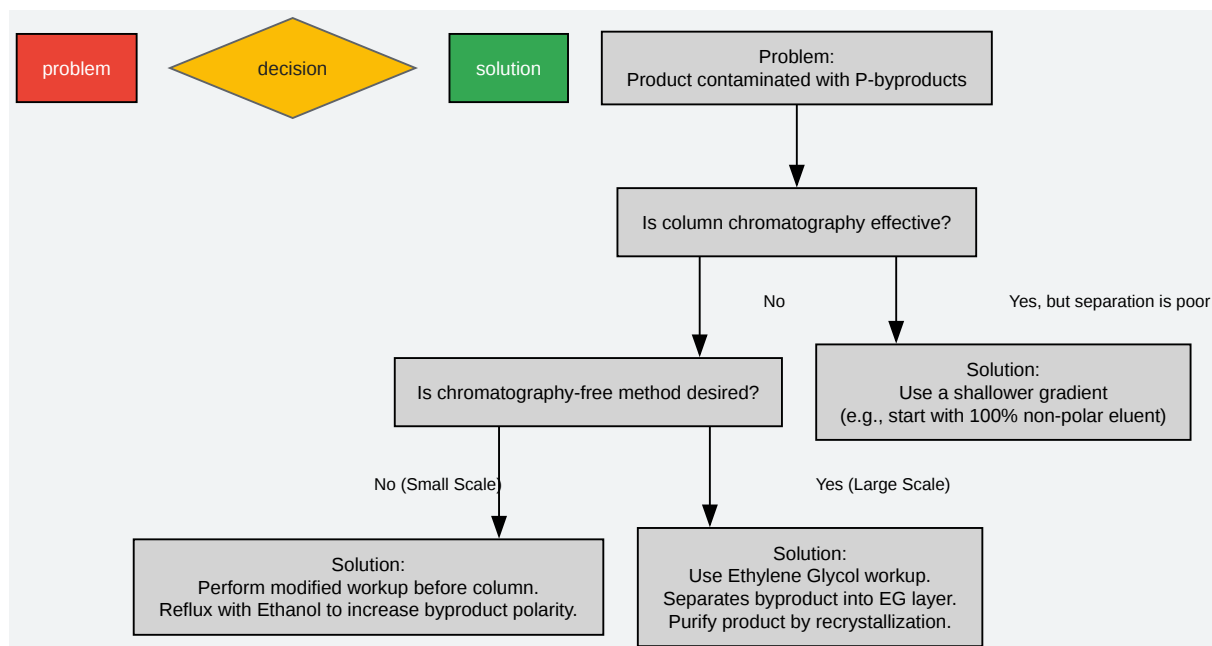 problem
decision
solution
Problem:
Product contaminated with P-byproducts
Is column chromatography effective?
No
Yes, but separation is poor
Is chromatography-free method desired?
Solution:
Use a shallower gradient
(e.g., start with 100% non-polar eluent)
No (Small Scale)
Yes (Large Scale)
Solution:
Perform modified workup before column.
Reflux with Ethanol to increase byproduct polarity.
Solution:
Use Ethylene Glycol workup.
Separates byproduct into EG layer.
Purify product by recrystallization.